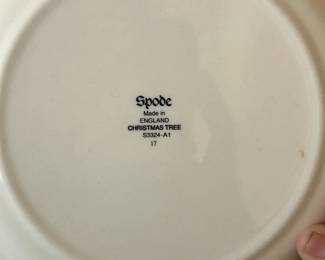 Spode
Made in
ENGLAND
CHRISTMAS TREE
S3324-A1
17